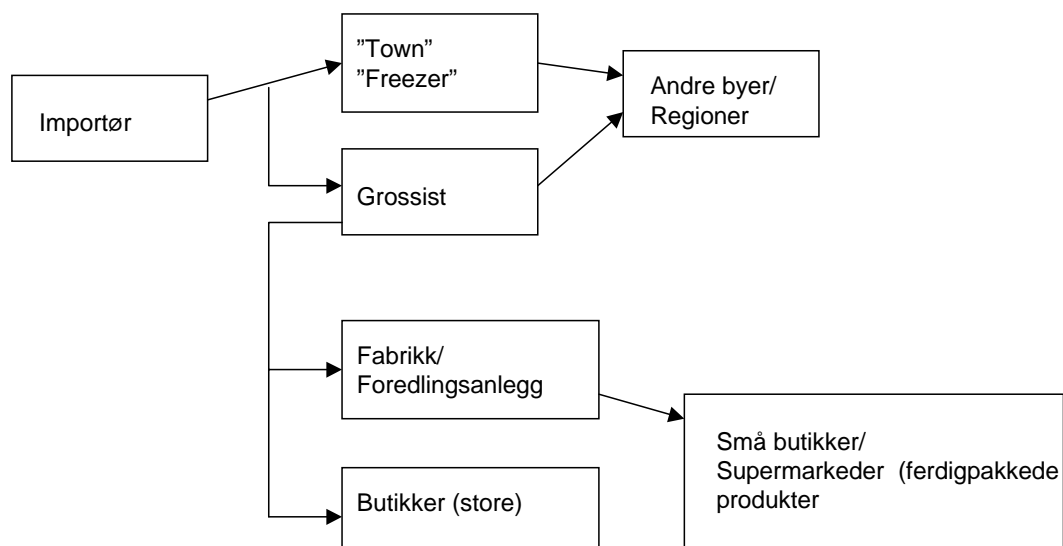 ”Town”
”Freezer”
Importør
Andre byer/
Regioner
Grossist
Fabrikk/
Foredlingsanlegg
Små butikker/
Supermarkeder (ferdigpakkede
produkter
Butikker (store)